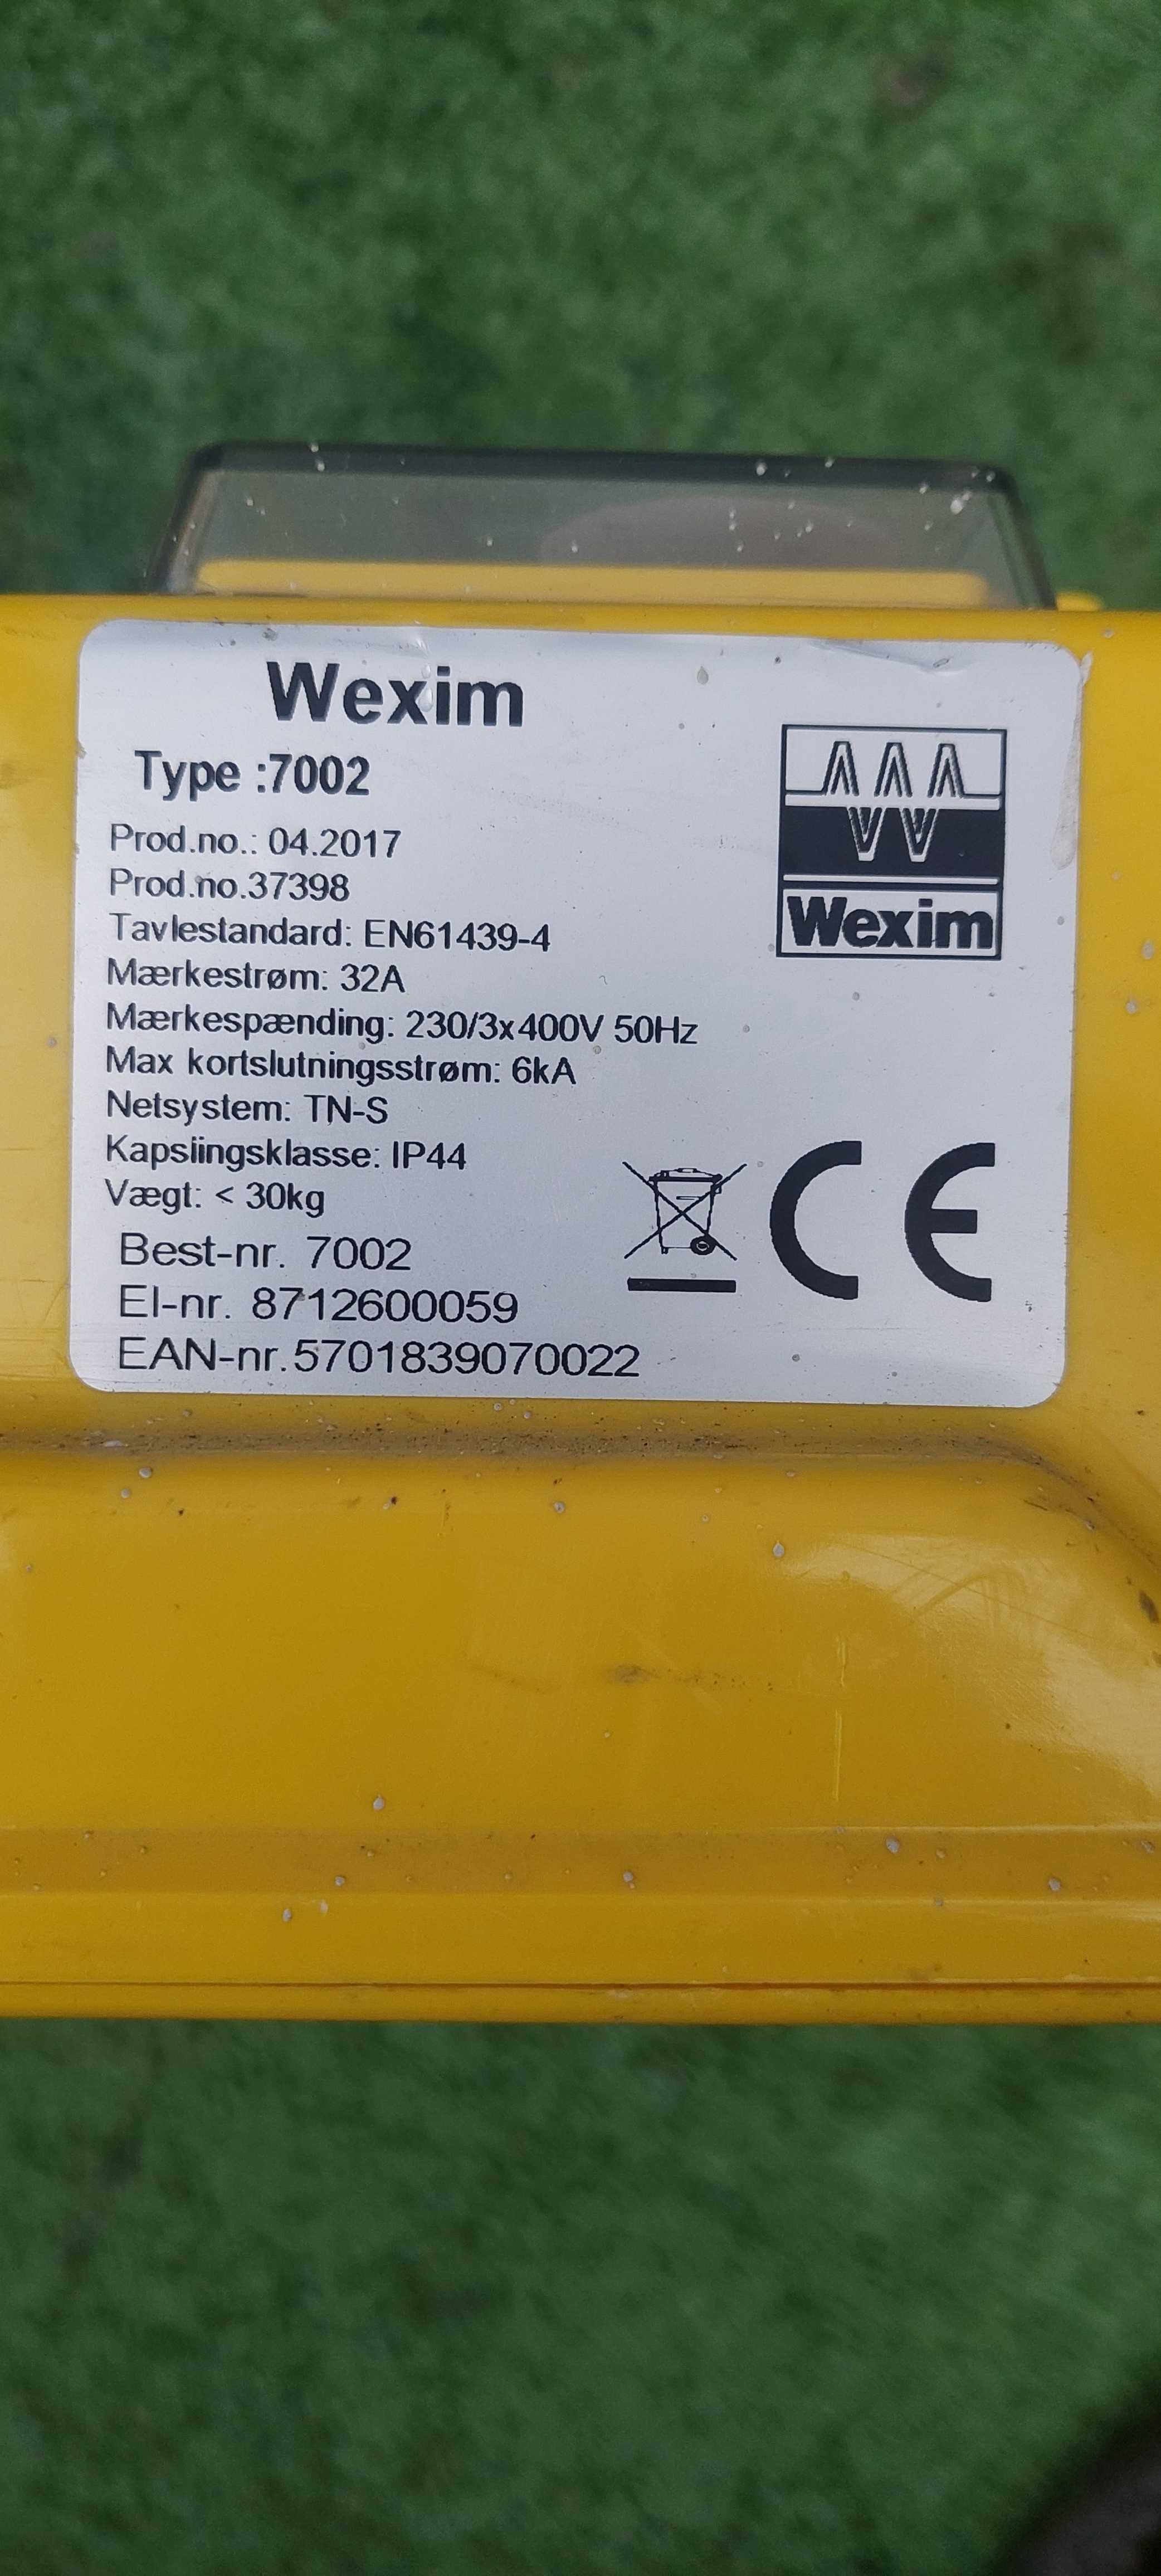 Wexim
Type :7002
Prod.no.: 04.2017
Prod.no.37398
Tavlestandard: EN61439-4
Mærkestrøm: 32A
Mærkespænding: 230/3x400V 50Hz
Max kortslutningsstrøm: 6kA
Netsystem: TN-S
Kapsiingsklasse: IP44
Vægt: < 30kg
Best-nr. 7002
El-nr. 8712600059
EAN-nr.5701839070022
Wexim
CE